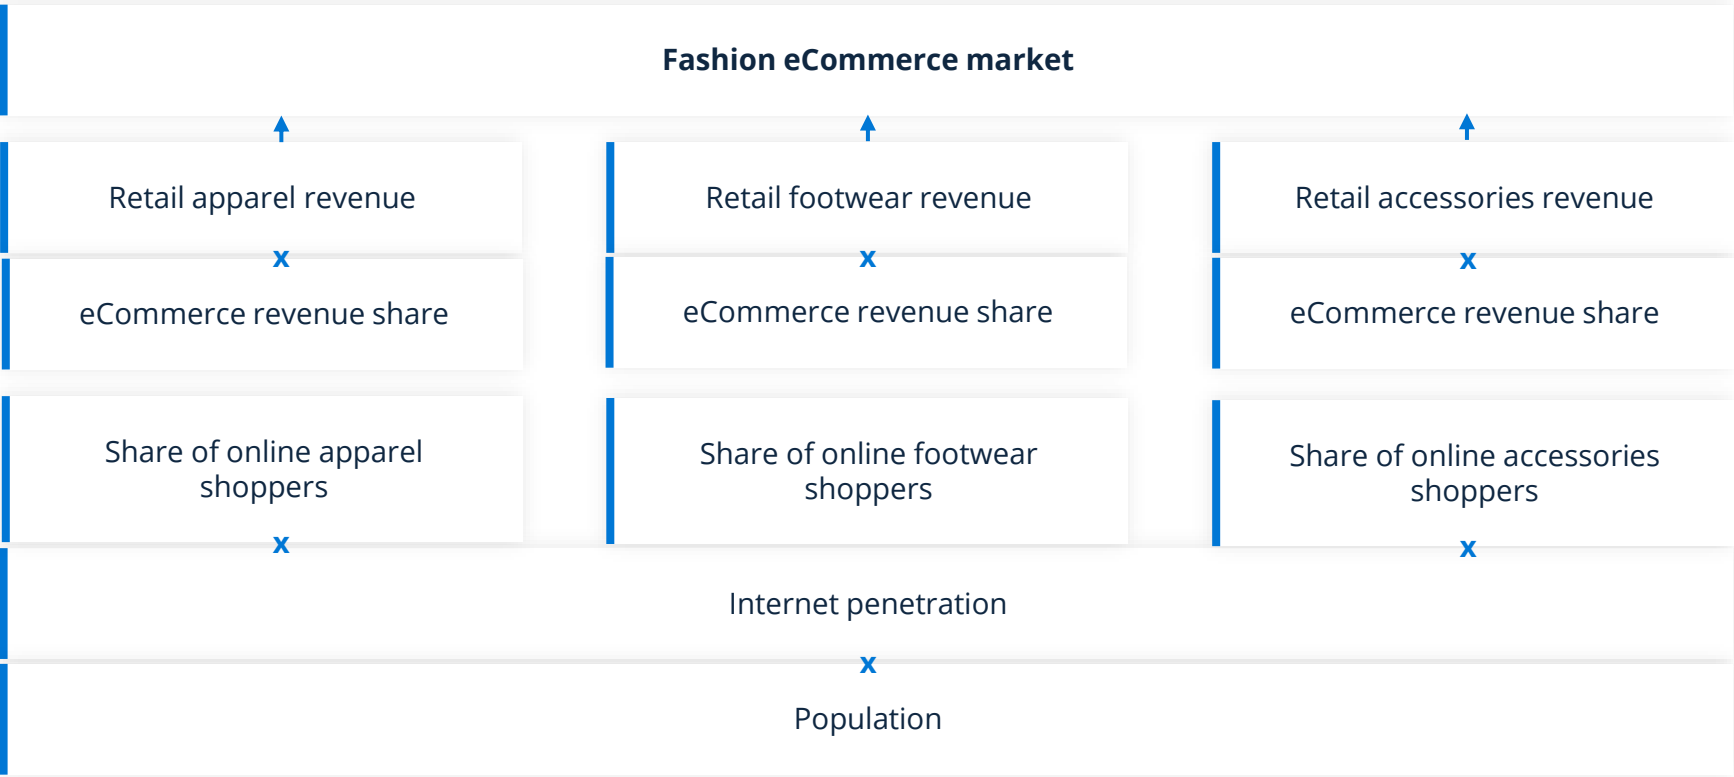 Fashion eCommerce market
Retail apparel revenue
Retail footwear revenue
Retail accessories revenue
x
x
x
eCommerce revenue share
eCommerce revenue share
eCommerce revenue share
Share of online apparel
shoppers
Share of online footwear
shoppers
Share of online accessories
shoppers
x
x
Internet penetration
x
Population